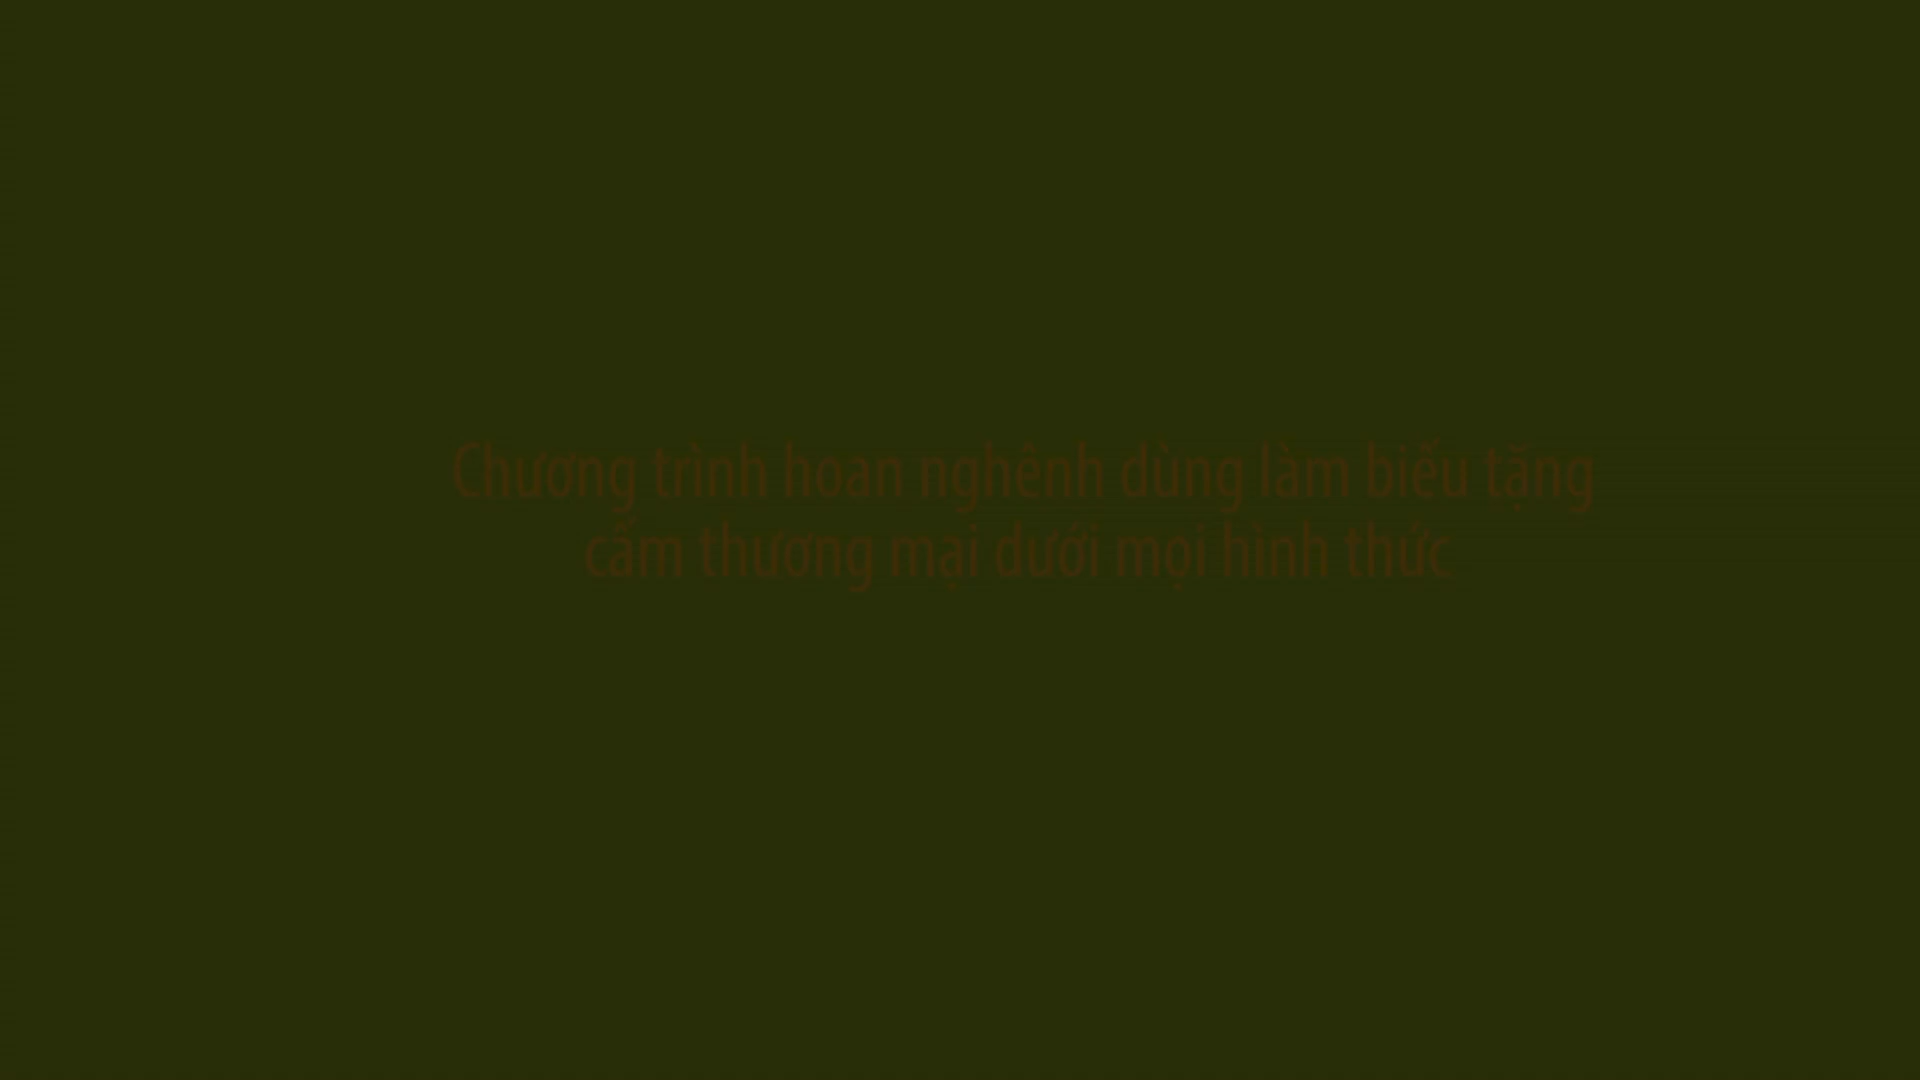 Chương trình hoan nghênh dùng làm biếu tặng
cấm thương mại dưới mọi hình thức